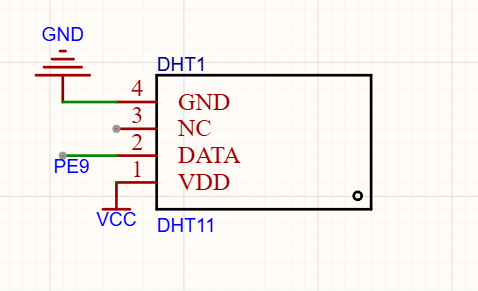 GND
DHT1
4 GND
3 NC
2 DATA
PE9
1 VDD
VCC
DHT11